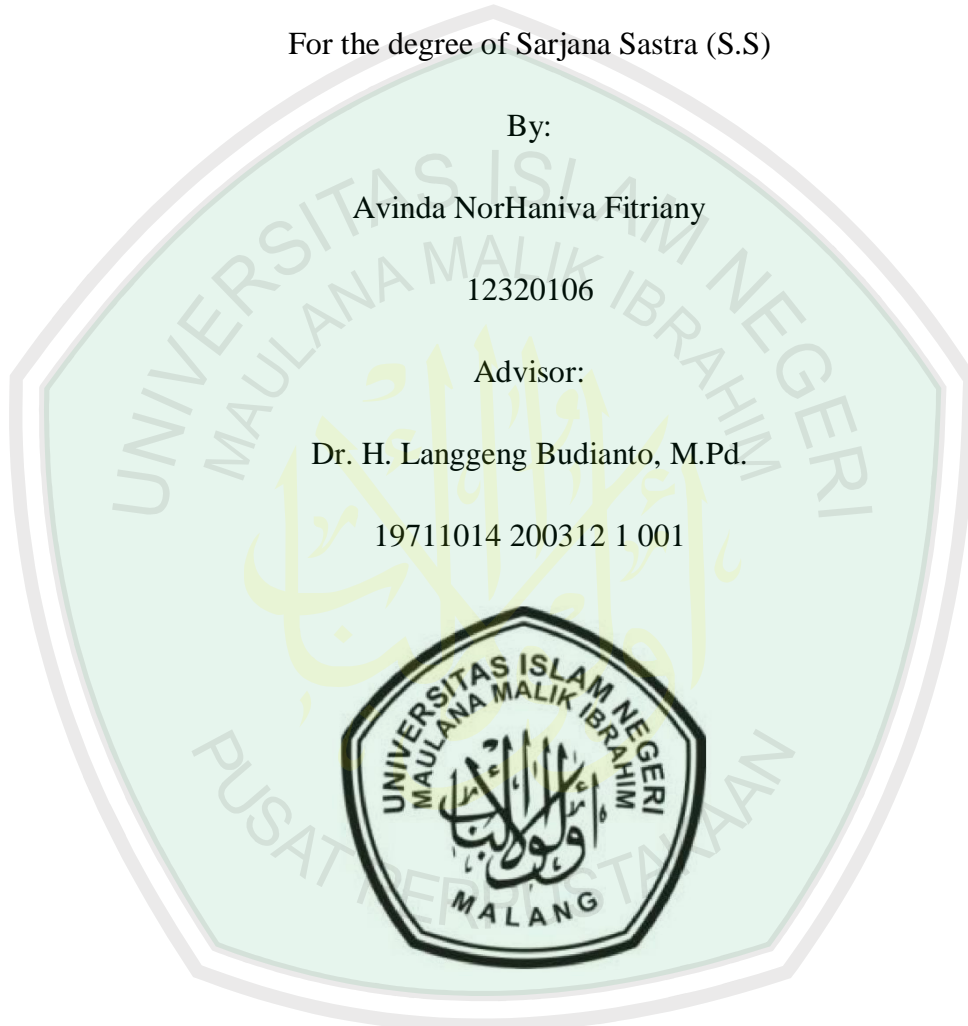 For the degree of Sarjana Sastra (S.S)
By:
Avinda NorHaniva Fitriany
12320106
Advisor:
Dr. H. Langgeng Budianto, M.Pd.
19711014 200312 1 001
UNIVERSITAS ISLAM NEGERI
MAULANA MALIK IBRAHIM
PUSAT PERPUSTAKAAN
UNIVERSITAS ISLAM NEGERI
MAULANA MALIK IBRAHIM
MALANG